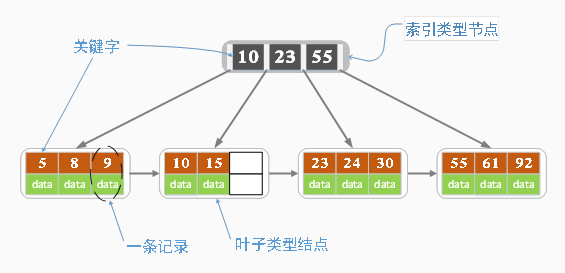 索引类型节点
关键字
10 23 55
5 8 9 10 15 23 24 30 55 61 92
data data data data data data data data data data data
一条记录
叶子类型结点